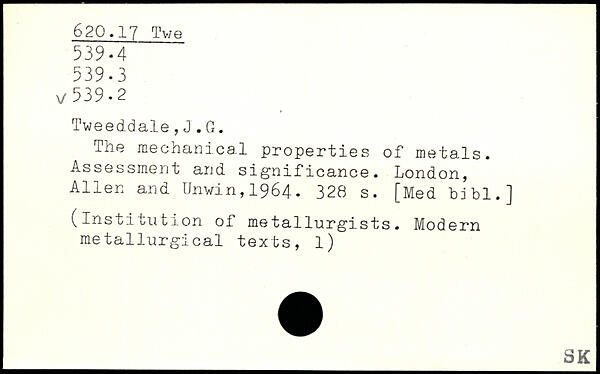 620.17 Twe
539.4
539.3
v 539.2
Tweeddale,J.G.
The mechanical properties of metals.
Assessment and significance. London,
Allen and Unwin,1964. 328 s. [Med bibl.]
(Institution of metallurgists. Modern
metallurgical texts, 1)
SK